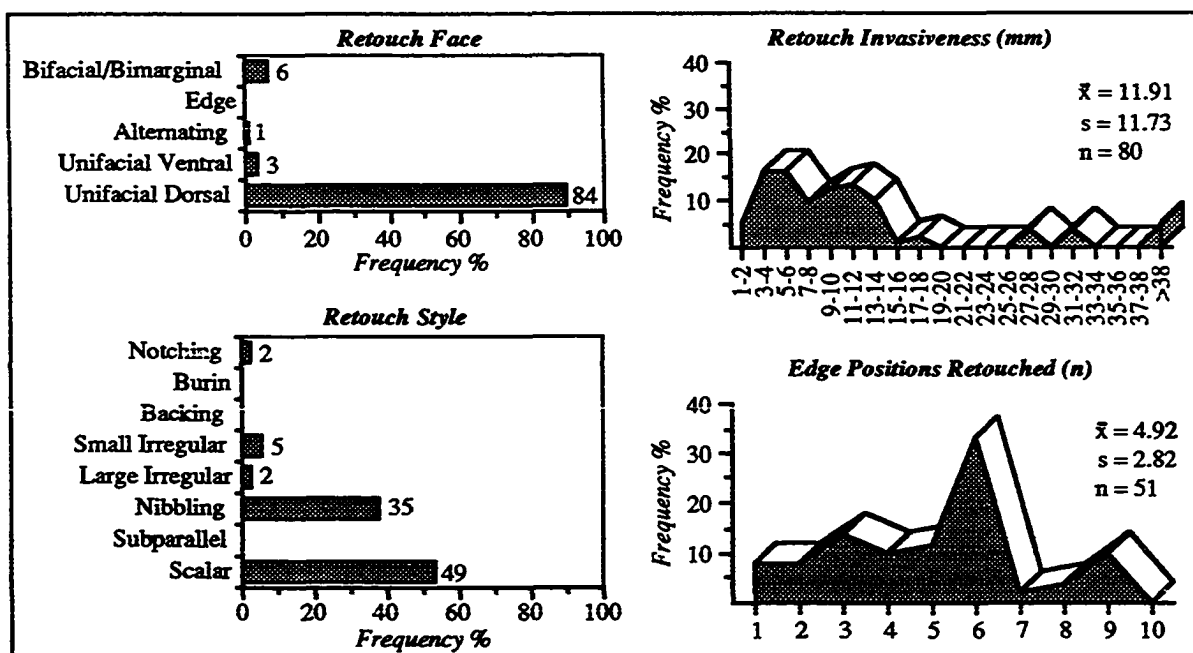 Retouch Face
Bifacial/Bimarginal 6
Edge
Alternating 1
Unifacial Ventral 3
Unifacial Dorsal 84
0 20 40 60 80 100
Frequency %
Retouch Style
Notching 2
Burin
Backing
Small Irregular 5
Large Irregular 2
Nibbling 35
Subparallel
Scalar 49
0 20 40 60 80 100
Frequency %
Retouch Invasiveness (mm)
40
30
20
10
Frequency %
x̄ = 11.91
s = 11.73
n = 80
1-2 3-4 5-6 7-8 9-10 11-12 13-14 15-16 17-18 19-20 21-22 23-24 25-26 27-28 29-30 31-32 33-34 35-36 37-38 >38
Edge Positions Retouched (n)
40
30
20
10
Frequency %
x̄ = 4.92
s = 2.82
n = 51
1 2 3 4 5 6 7 8 9 10